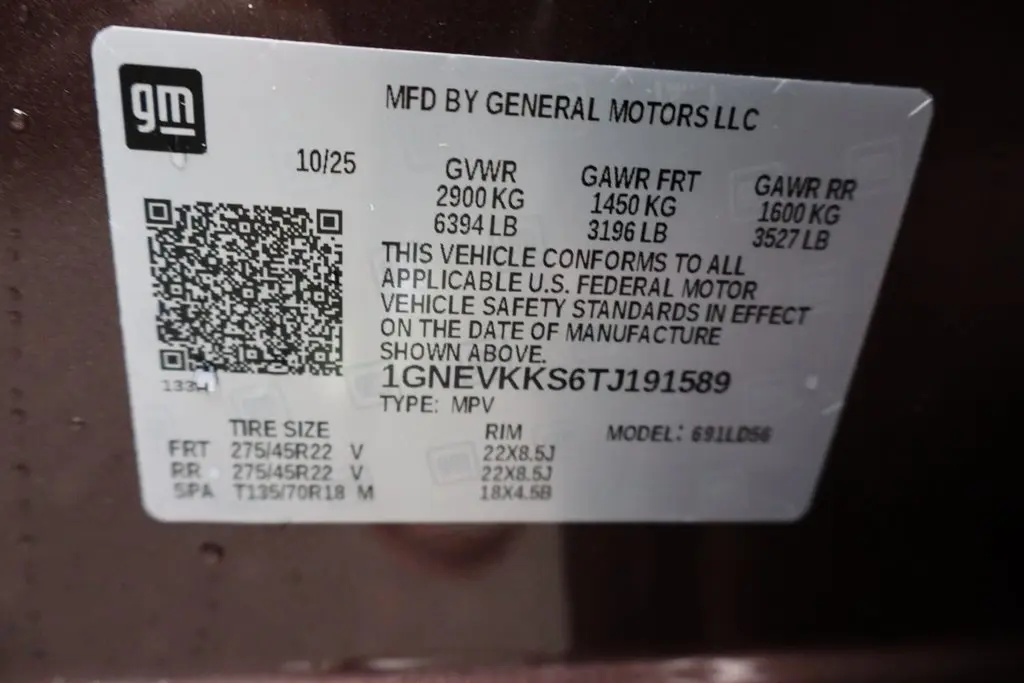 gm
MFD BY GENERAL MOTORS LLC
10/25
GVWR GAWR FRT GAWR RR
2900 KG 1450 KG 1600 KG
6394 LB 3196 LB 3527 LB
THIS VEHICLE CONFORMS TO ALL
APPLICABLE U.S. FEDERAL MOTOR
VEHICLE SAFETY STANDARDS IN EFFECT
ON THE DATE OF MANUFACTURE
SHOWN ABOVE.
1GNEVKKS6TJ191589
TYPE: MPV
TIRE SIZE RIM MODEL: 691LD56
FRT 275/45R22 V 22X8.5J
RR 275/45R22 V 22X8.5J
SPA T135/70R18 M 18X4.5B